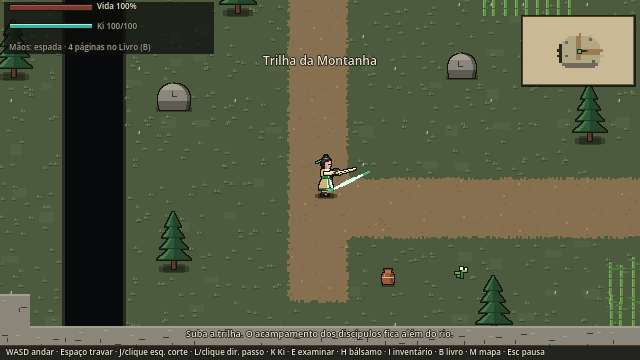 Vida 100%
Ki 100/100
Mãos: espada · 4 páginas no Livro (B)
Trilha da Montanha
Suba a trilha. O acampamento dos discípulos fica além do rio.
WASD andar · Espaço travar · J/clique esq. corte · L/clique dir. passo · K Ki · E examinar · H bálsamo · I inventário · B livro · M mapa · Esc pausa